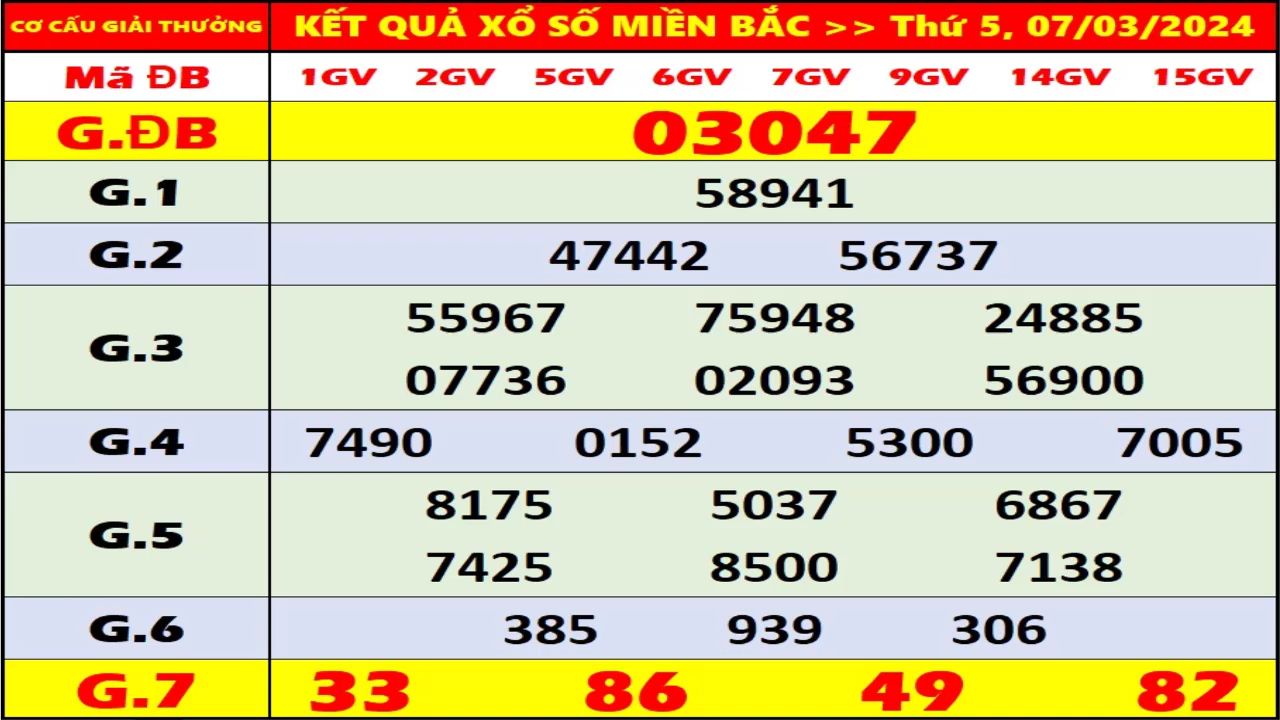 CƠ CẤU GIẢI THƯỞNG KẾT QUẢ XỔ SỐ MIỀN BẮC >> Thứ 5, 07/03/2024
Mã ĐB 1GV 2GV 5GV 6GV 7GV 9GV 14GV 15GV
G.ĐB 03047
G.1 58941
G.2 47442 56737
G.3 55967 75948 24885
07736 02093 56900
G.4 7490 0152 5300 7005
G.5 8175 5037 6867
7425 8500 7138
G.6 385 939 306
G.7 33 86 49 82